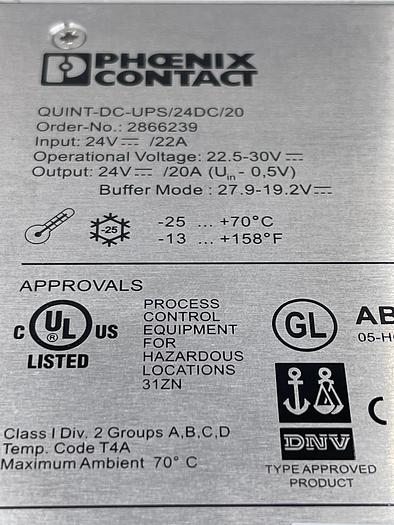 PHŒNIX
CONTACT
QUINT-DC-UPS/24DC/20
Order-No.: 2866239
Input: 24V⎓ /22A
Operational Voltage: 22.5-30V⎓
Output: 24V⎓ /20A (Uin - 0,5V)
Buffer Mode : 27.9-19.2V⎓
-25
-25 ... +70°C
-13 ... +158°F
APPROVALS
C UL US
®
LISTED
PROCESS
CONTROL
EQUIPMENT
FOR
HAZARDOUS
LOCATIONS
31ZN
GL
AB
05-H
Class I Div. 2 Groups A,B,C,D
Temp. Code T4A
Maximum Ambient 70° C
DNV
TYPE APPROVED
PRODUCT